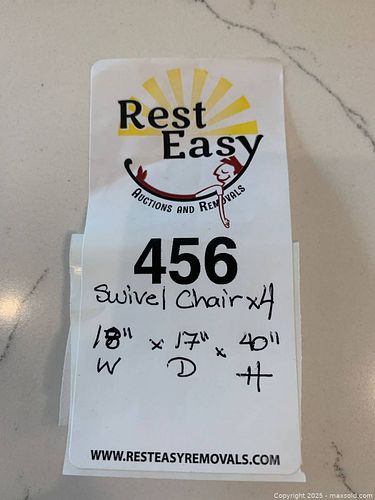 Rest
Easy
AUCTIONS AND REMOVALS
456
Swivel Chair x4
18" x 17" x 40"
W D H
WWW.RESTEASYREMOVALS.COM
Copyright 2025 - maxsold.com